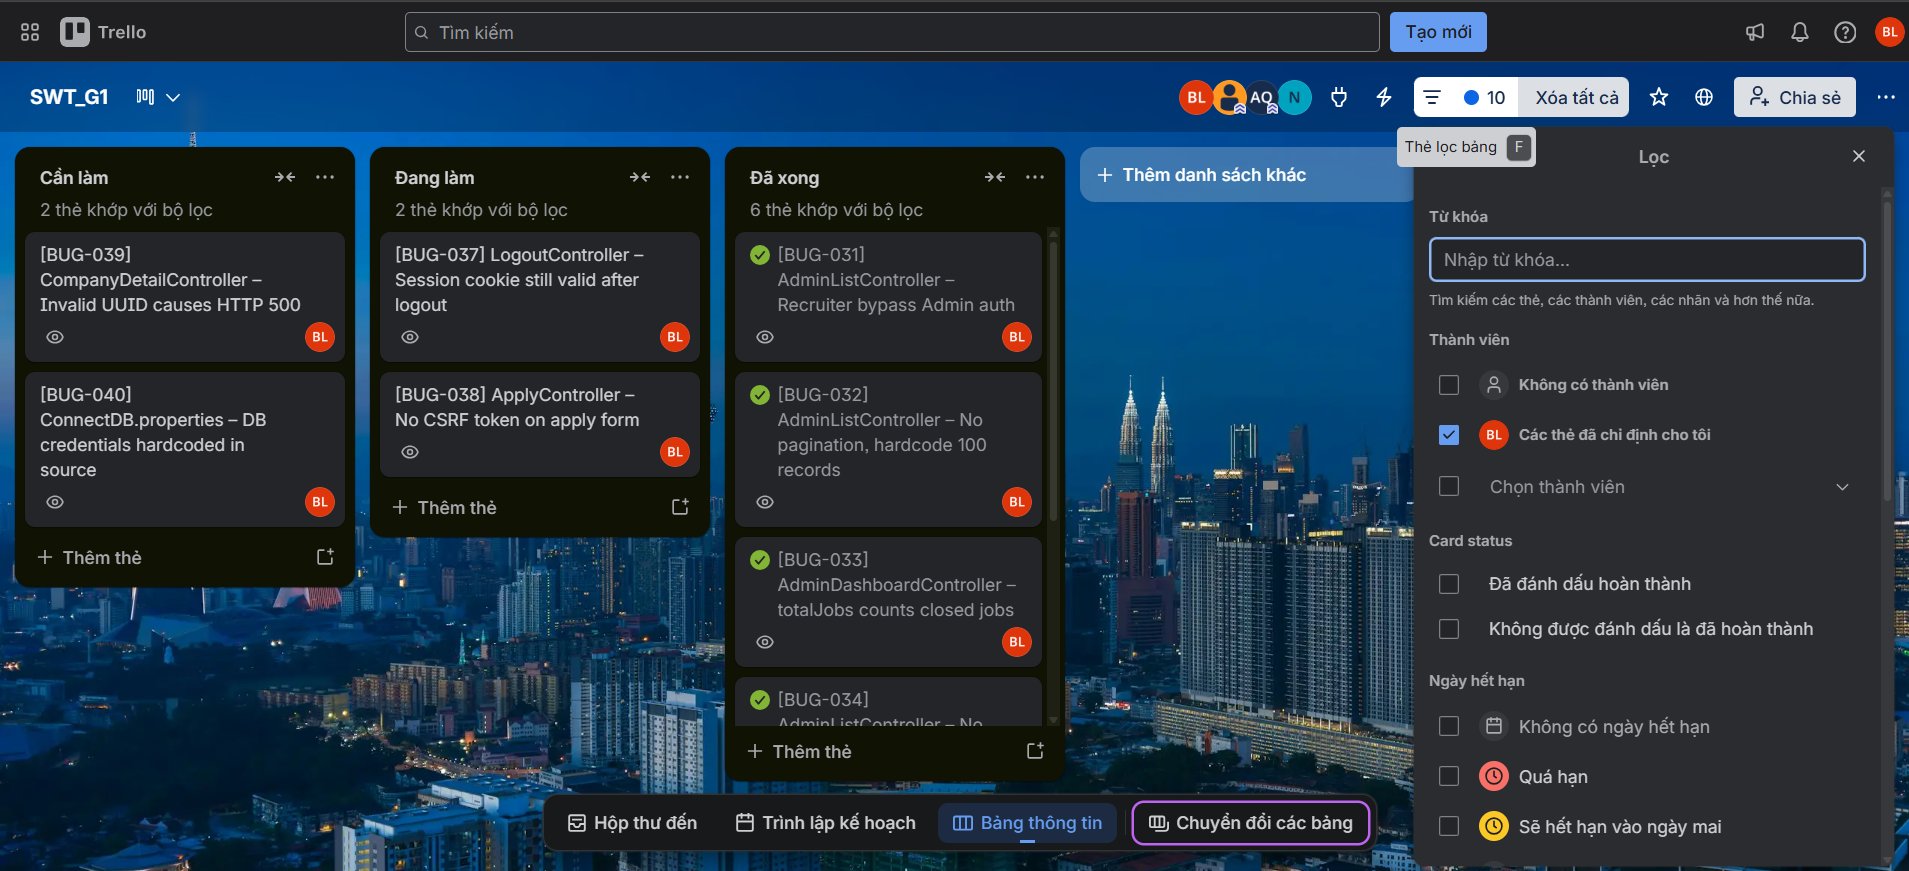 Trello
Tìm kiếm
Tạo mới
BL
SWT_G1
BL
AQ
N
10
Xóa tất cả
Chia sẻ
Thẻ lọc bảng F
Cần làm
2 thẻ khớp với bộ lọc
[BUG-039]
CompanyDetailController –
Invalid UUID causes HTTP 500
BL
[BUG-040]
ConnectDB.properties – DB
credentials hardcoded in
source
BL
Thêm thẻ
Đang làm
2 thẻ khớp với bộ lọc
[BUG-037] LogoutController –
Session cookie still valid after
logout
BL
[BUG-038] ApplyController –
No CSRF token on apply form
BL
Thêm thẻ
Đã xong
6 thẻ khớp với bộ lọc
[BUG-031]
AdminListController –
Recruiter bypass Admin auth
BL
[BUG-032]
AdminListController – No
pagination, hardcode 100
records
BL
[BUG-033]
AdminDashboardController –
totalJobs counts closed jobs
BL
[BUG-034]
AdminListController – No
Thêm thẻ
Thêm danh sách khác
Lọc
Từ khóa
Nhập từ khóa...
Tìm kiếm các thẻ, các thành viên, các nhãn và hơn thế nữa.
Thành viên
Không có thành viên
BL Các thẻ đã chỉ định cho tôi
Chọn thành viên
Card status
Đã đánh dấu hoàn thành
Không được đánh dấu là đã hoàn thành
Ngày hết hạn
Không có ngày hết hạn
Quá hạn
Sẽ hết hạn vào ngày mai
Hộp thư đến
Trình lập kế hoạch
Bảng thông tin
Chuyển đổi các bảng